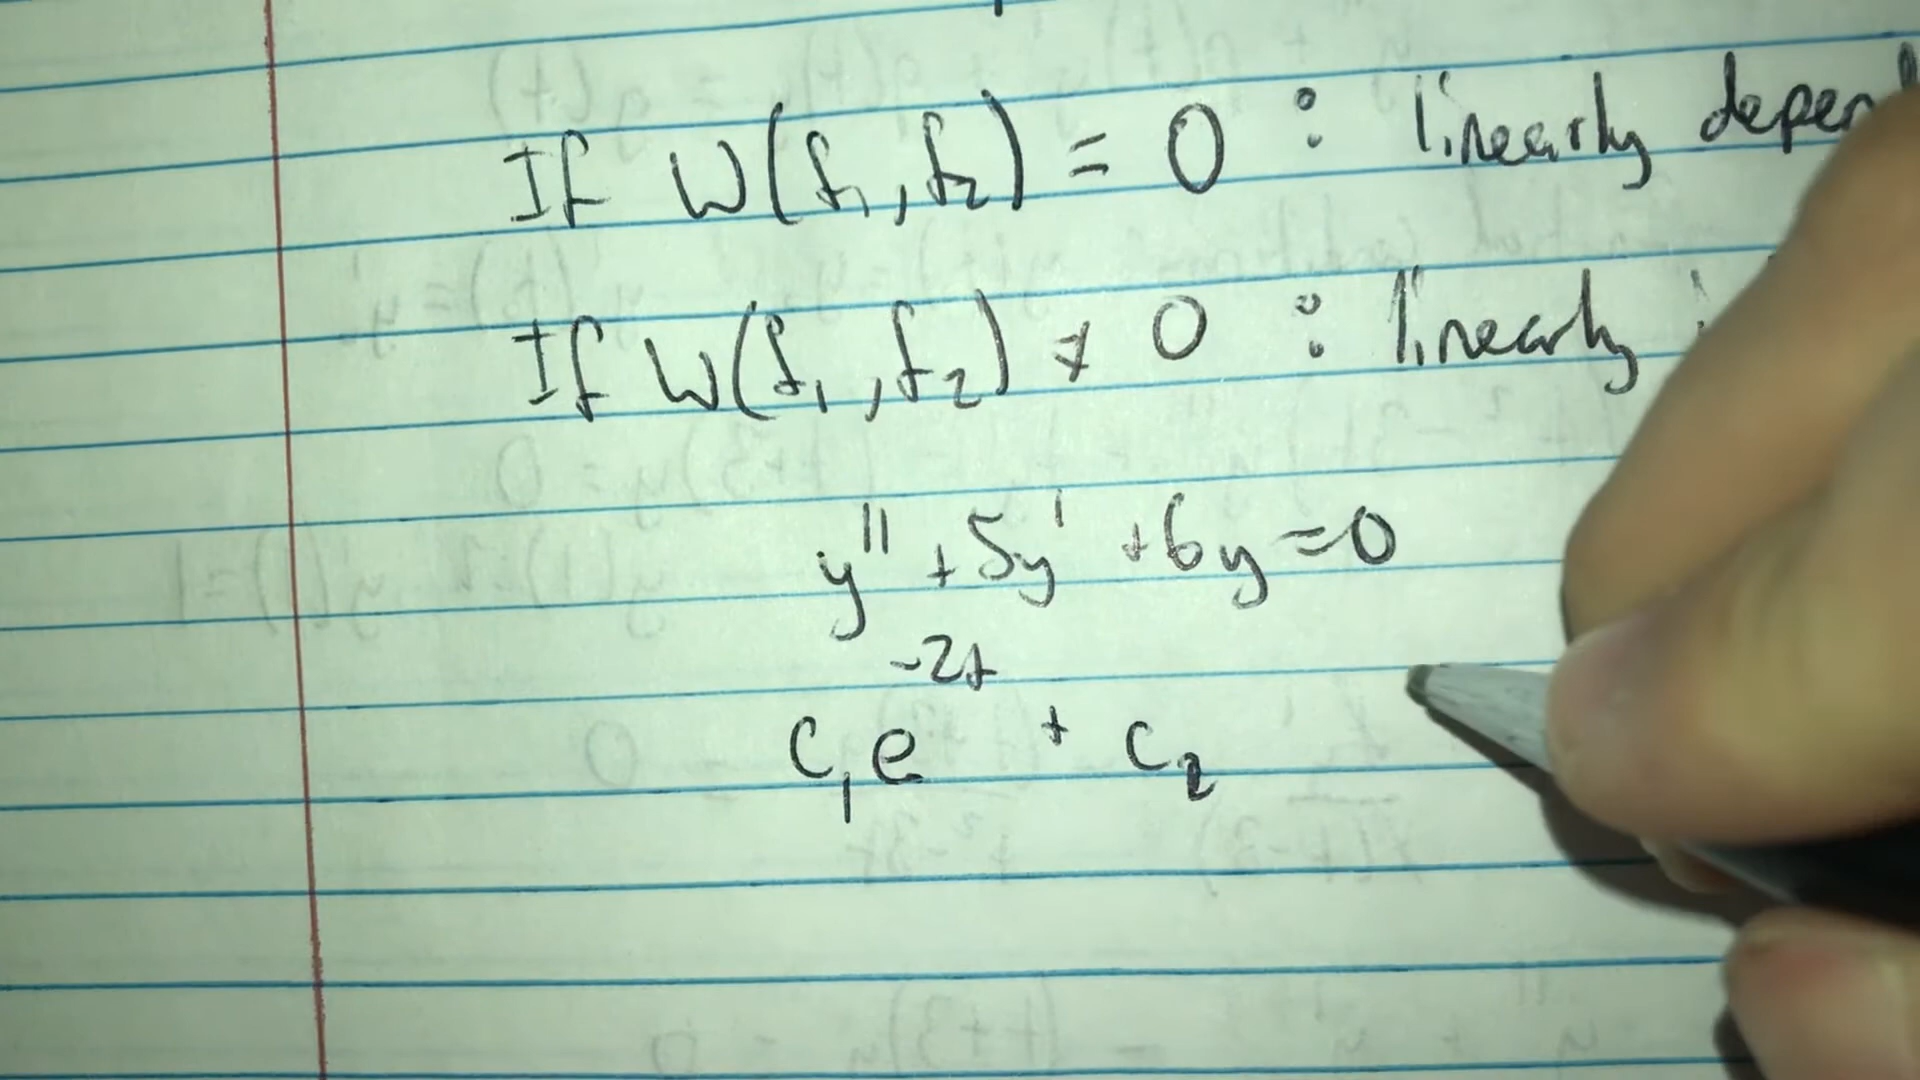 If W(f₁,f₂) = 0 : linearly depen
If W(f₁,f₂) ≠ 0 : linearly i
y'' + 5y' + 6y = 0
c₁e^{-2t} + c₂